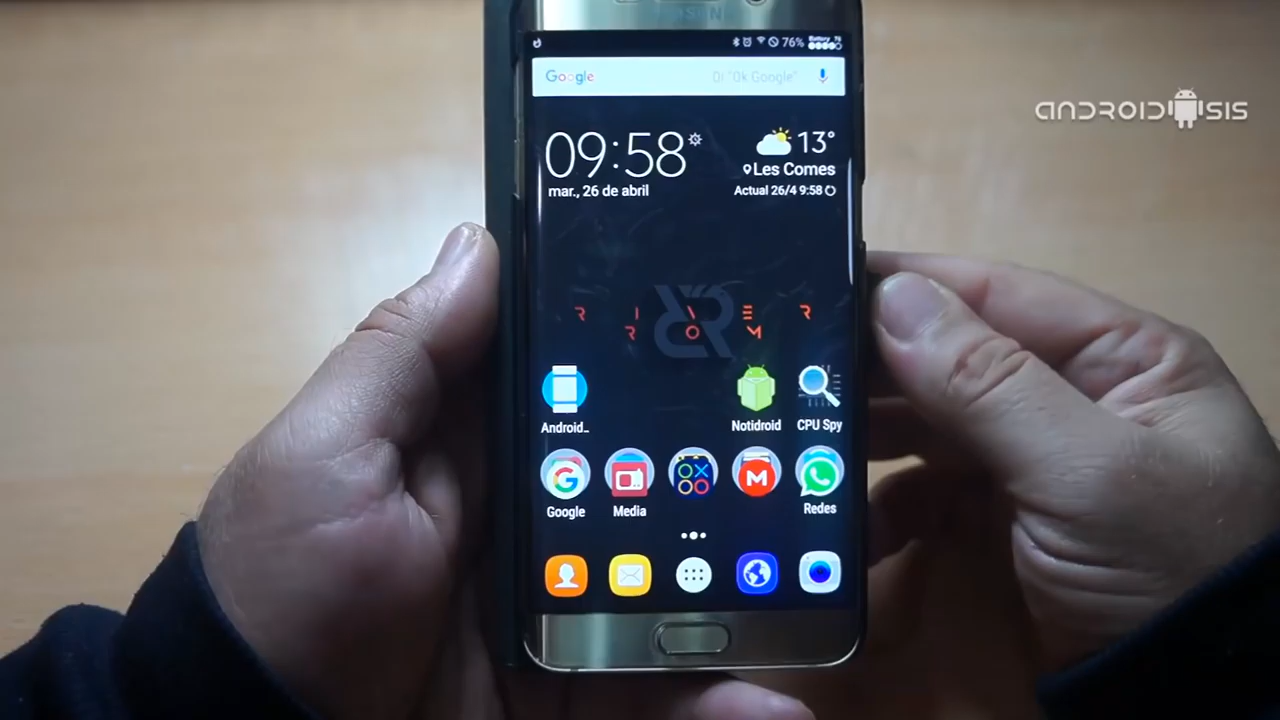 ANDROIDSIS
76%
Google
Di "Ok Google"
09:58
13°
Les Comes
mar., 26 de abril
Actual 26/4 9:58
R I V E R
R O M
Android..
Notidroid
CPU Spy
Google
Media
Redes